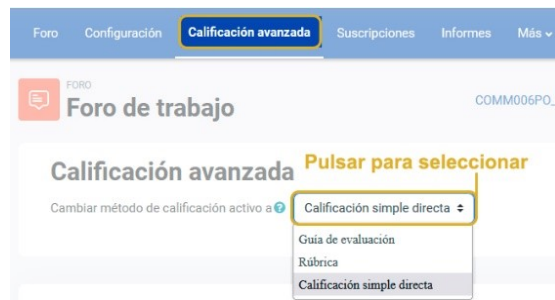 Foro Configuración Calificación avanzada Suscripciones Informes Más
FORO
Foro de trabajo
COMM006PO_
Calificación avanzada
Pulsar para seleccionar
Cambiar método de calificación activo a
Calificación simple directa
Guía de evaluación
Rúbrica
Calificación simple directa